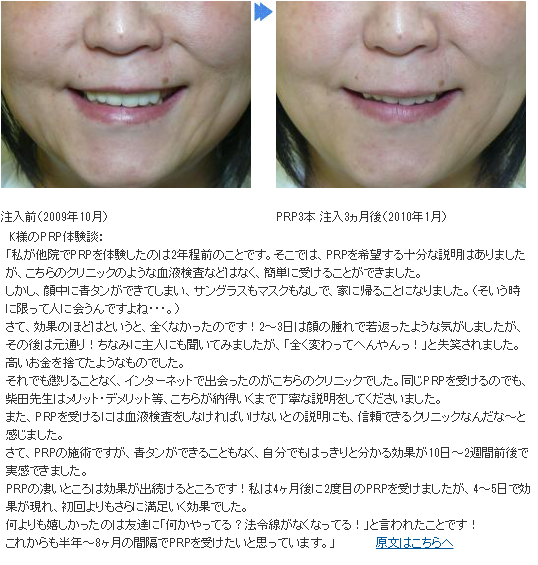 注入前（2009年10月）
PRP3本 注入3ヵ月後（2010年1月）
K様のPRP体験談：
「私が他院でPRPを体験したのは2年程前のことです。そこでは、PRPを希望する十分な説明はありました
が、こちらのクリニックのような血液検査などはなく、簡単に受けることができました。
しかし、顔中に青タンができてしまい、サングラスもマスクもなしで、家に帰ることになりました。（そいう時
に限って人に会うんですよね・・・。）
さて、効果のほどはというと、全くなかったのです！2～3日は顔の腫れで若返ったような気がしましたが、
その後は元通り！ちなみに主人にも聞いてみましたが、「全く変わってへんやんっ！」と失笑されました。
高いお金を捨てたようなものでした。
それでも懲りることなく、インターネットで出会ったのがこちらのクリニックでした。同じPRPを受けるのでも、
柴田先生はメリット・デメリット等、こちらが納得いくまで丁寧な説明をしてくださいました。
また、PRPを受けるには血液検査をしなければいけないとの説明にも、信頼できるクリニックなんだな～と
感じました。
さて、PRPの施術ですが、青タンができることもなく、自分でもはっきりと分かる効果が10日～2週間前後で
実感できました。
PRPの凄いところは効果が出続けるところです！私は4ヶ月後に2度目のPRPを受けましたが、4～5日で効
果が現れ、初回よりもさらに満足いく効果でした。
何よりも嬉しかったのは友達に「何かやってる？法令線がなくなってる！」と言われたことです！
これからも半年～8ヶ月の間隔でPRPを受けたいと思っています。」 原文はこちらへ